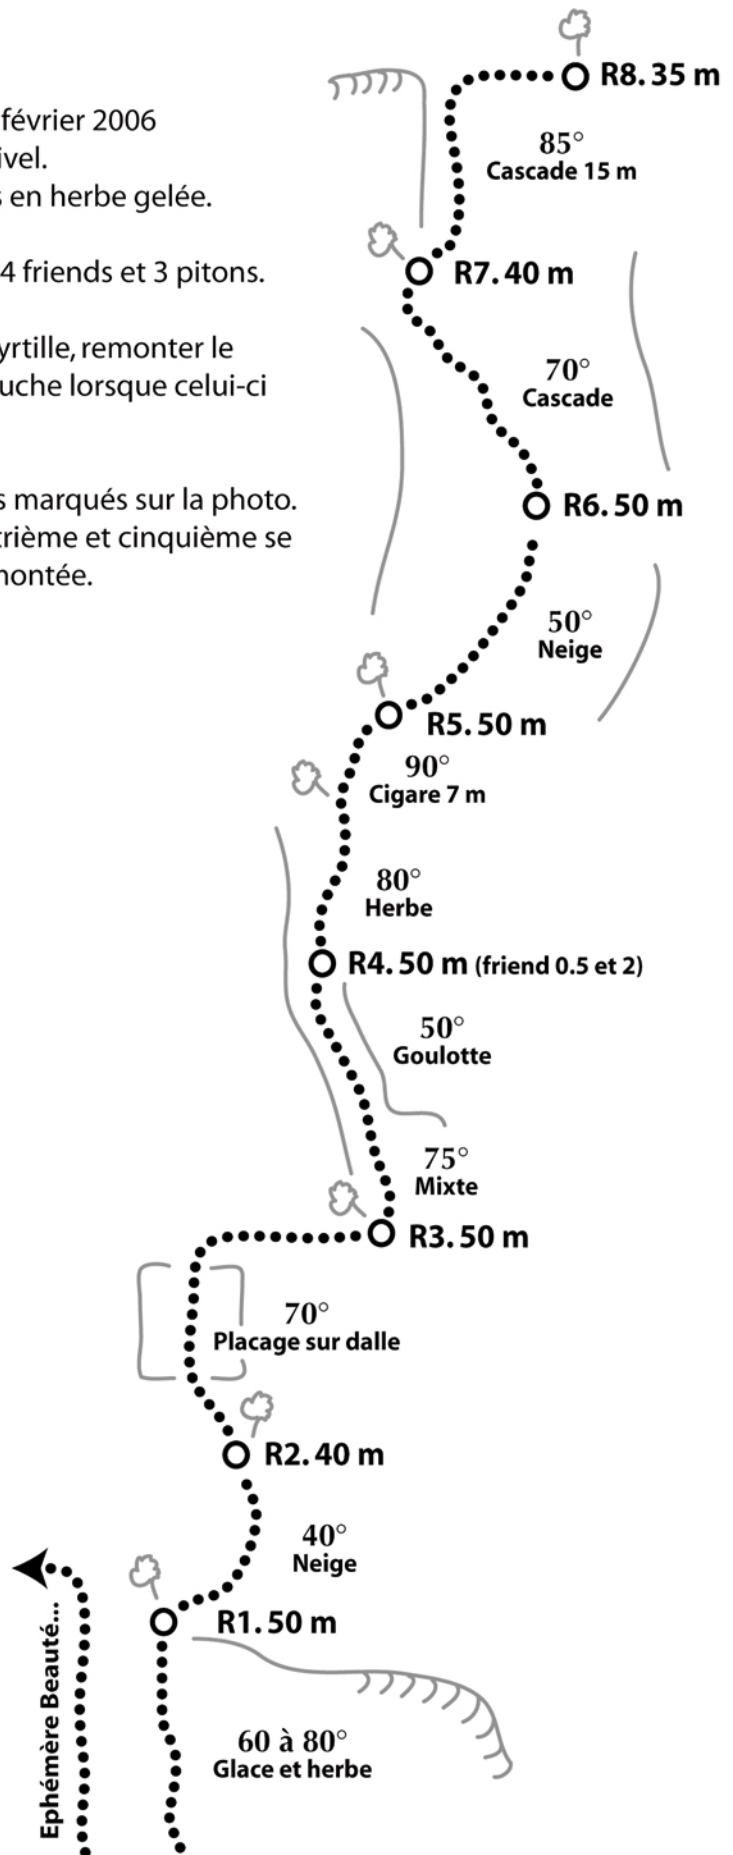 février 2006
ivel.
s en herbe gelée.
4 friends et 3 pitons.
yrtille, remonter le
uche lorsque celui-ci
s marqués sur la photo.
trième et cinquième se
montée.
R8. 35 m
85°
Cascade 15 m
R7. 40 m
70°
Cascade
R6. 50 m
50°
Neige
R5. 50 m
90°
Cigare 7 m
80°
Herbe
R4. 50 m (friend 0.5 et 2)
50°
Goulotte
75°
Mixte
R3. 50 m
70°
Placage sur dalle
R2. 40 m
40°
Neige
R1. 50 m
Ephémère Beauté...
60 à 80°
Glace et herbe